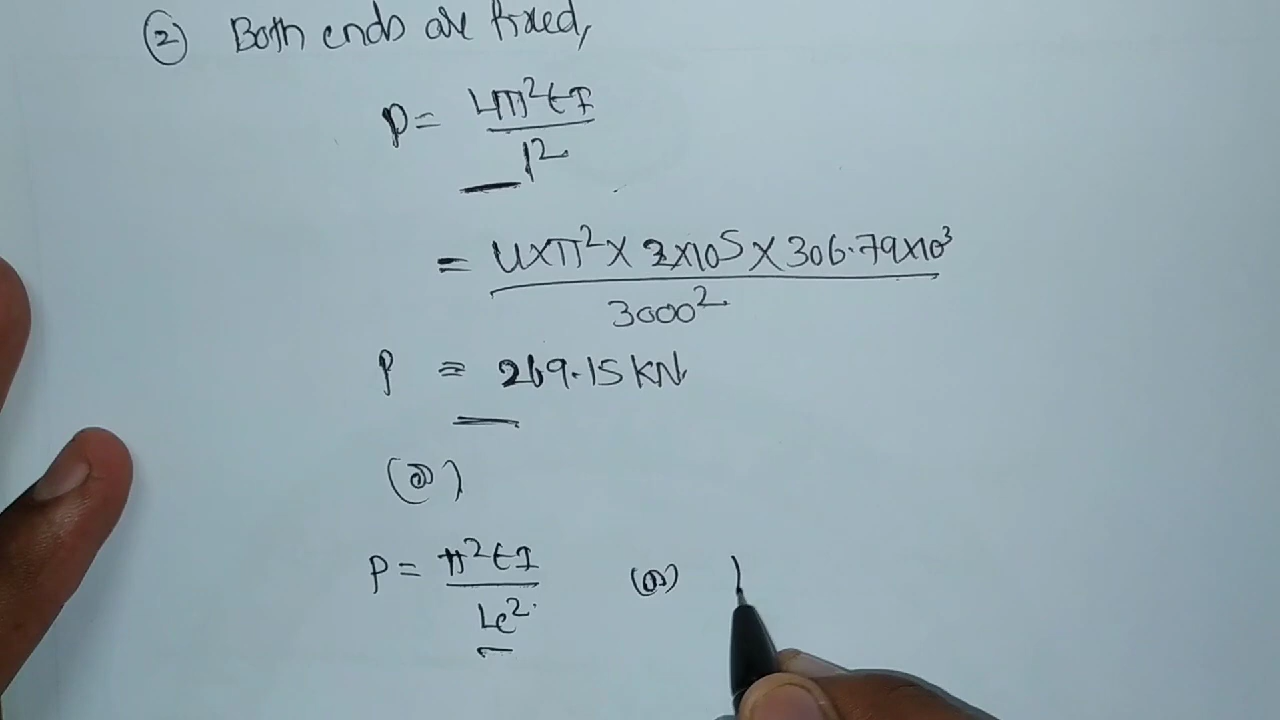 ② Both ends are fixed,
P = 4π²EI / l²
= 4×π²× 2×10⁵ × 306.79×10³ / 3000²
P = 269.15 kN
(or)
P = π²EI / Le² (or) l